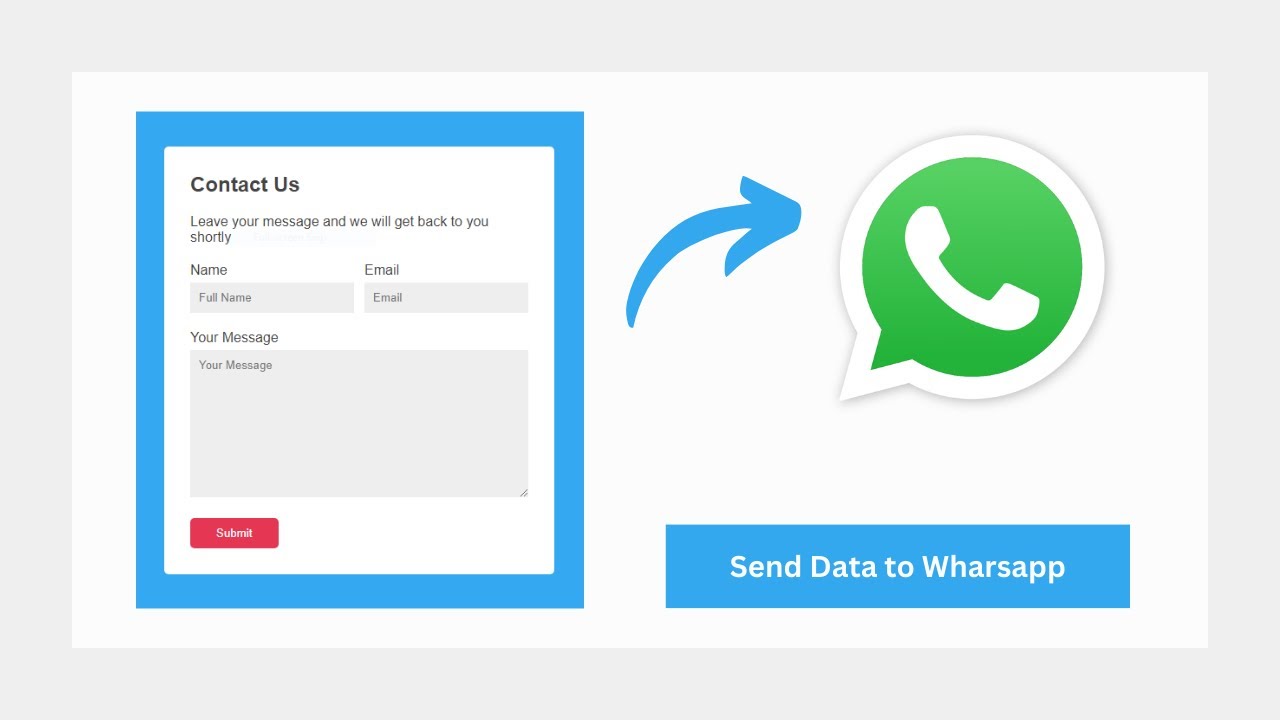 Contact Us
Leave your message and we will get back to you
shortly
Name Email
Full Name Email
Your Message
Your Message
Submit
Send Data to Wharsapp